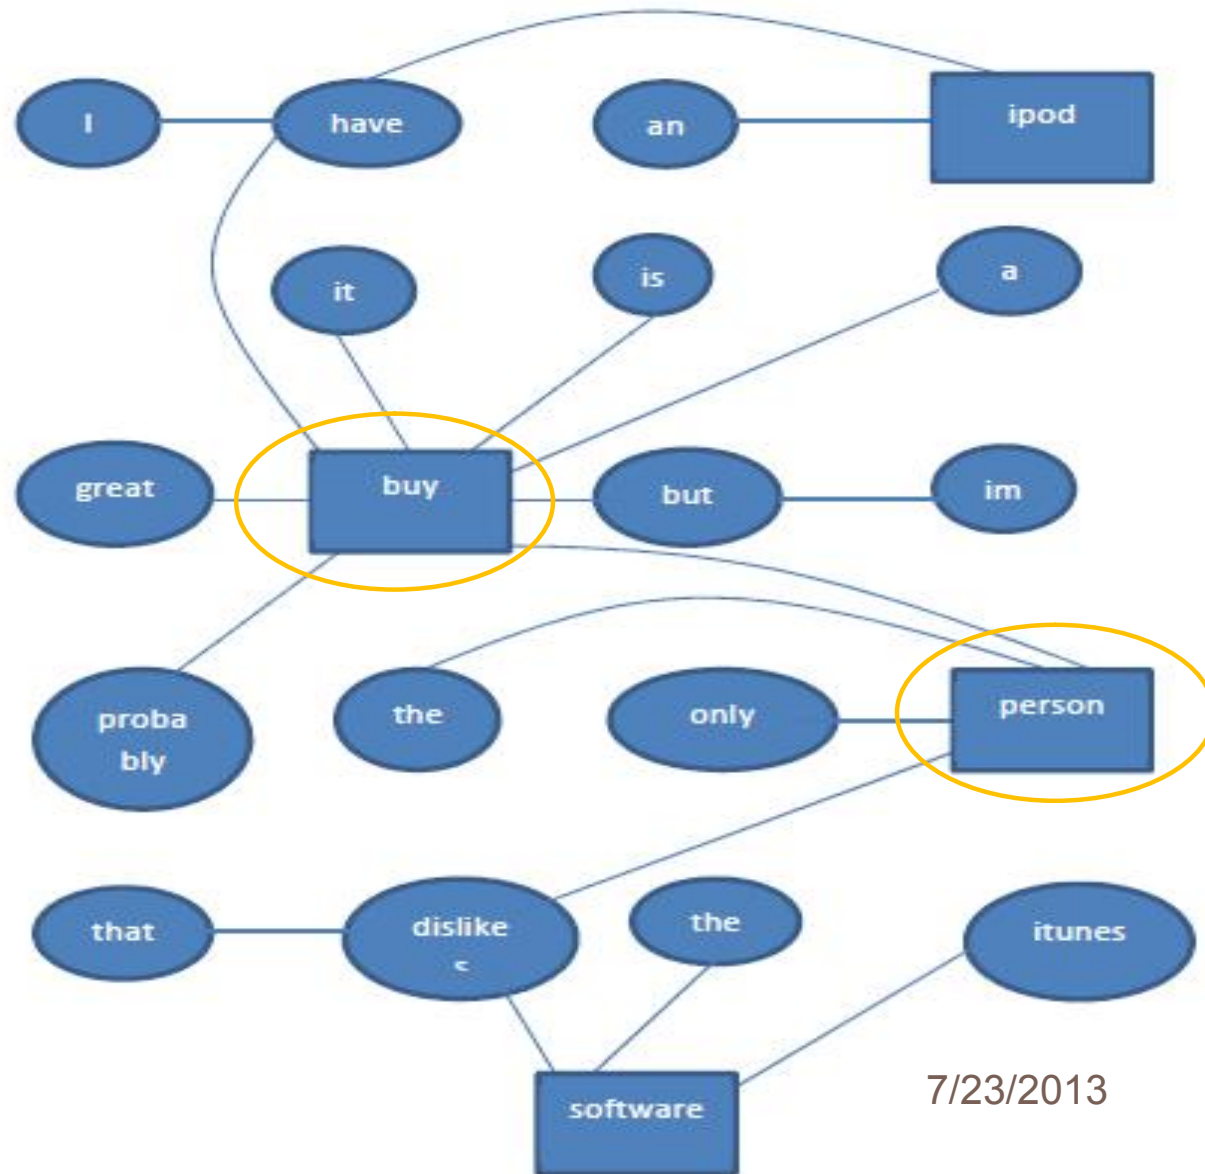 I have an ipod
it is a
great buy but im
proba
bly
the only person
that
dislike
s
the
itunes
software
7/23/2013